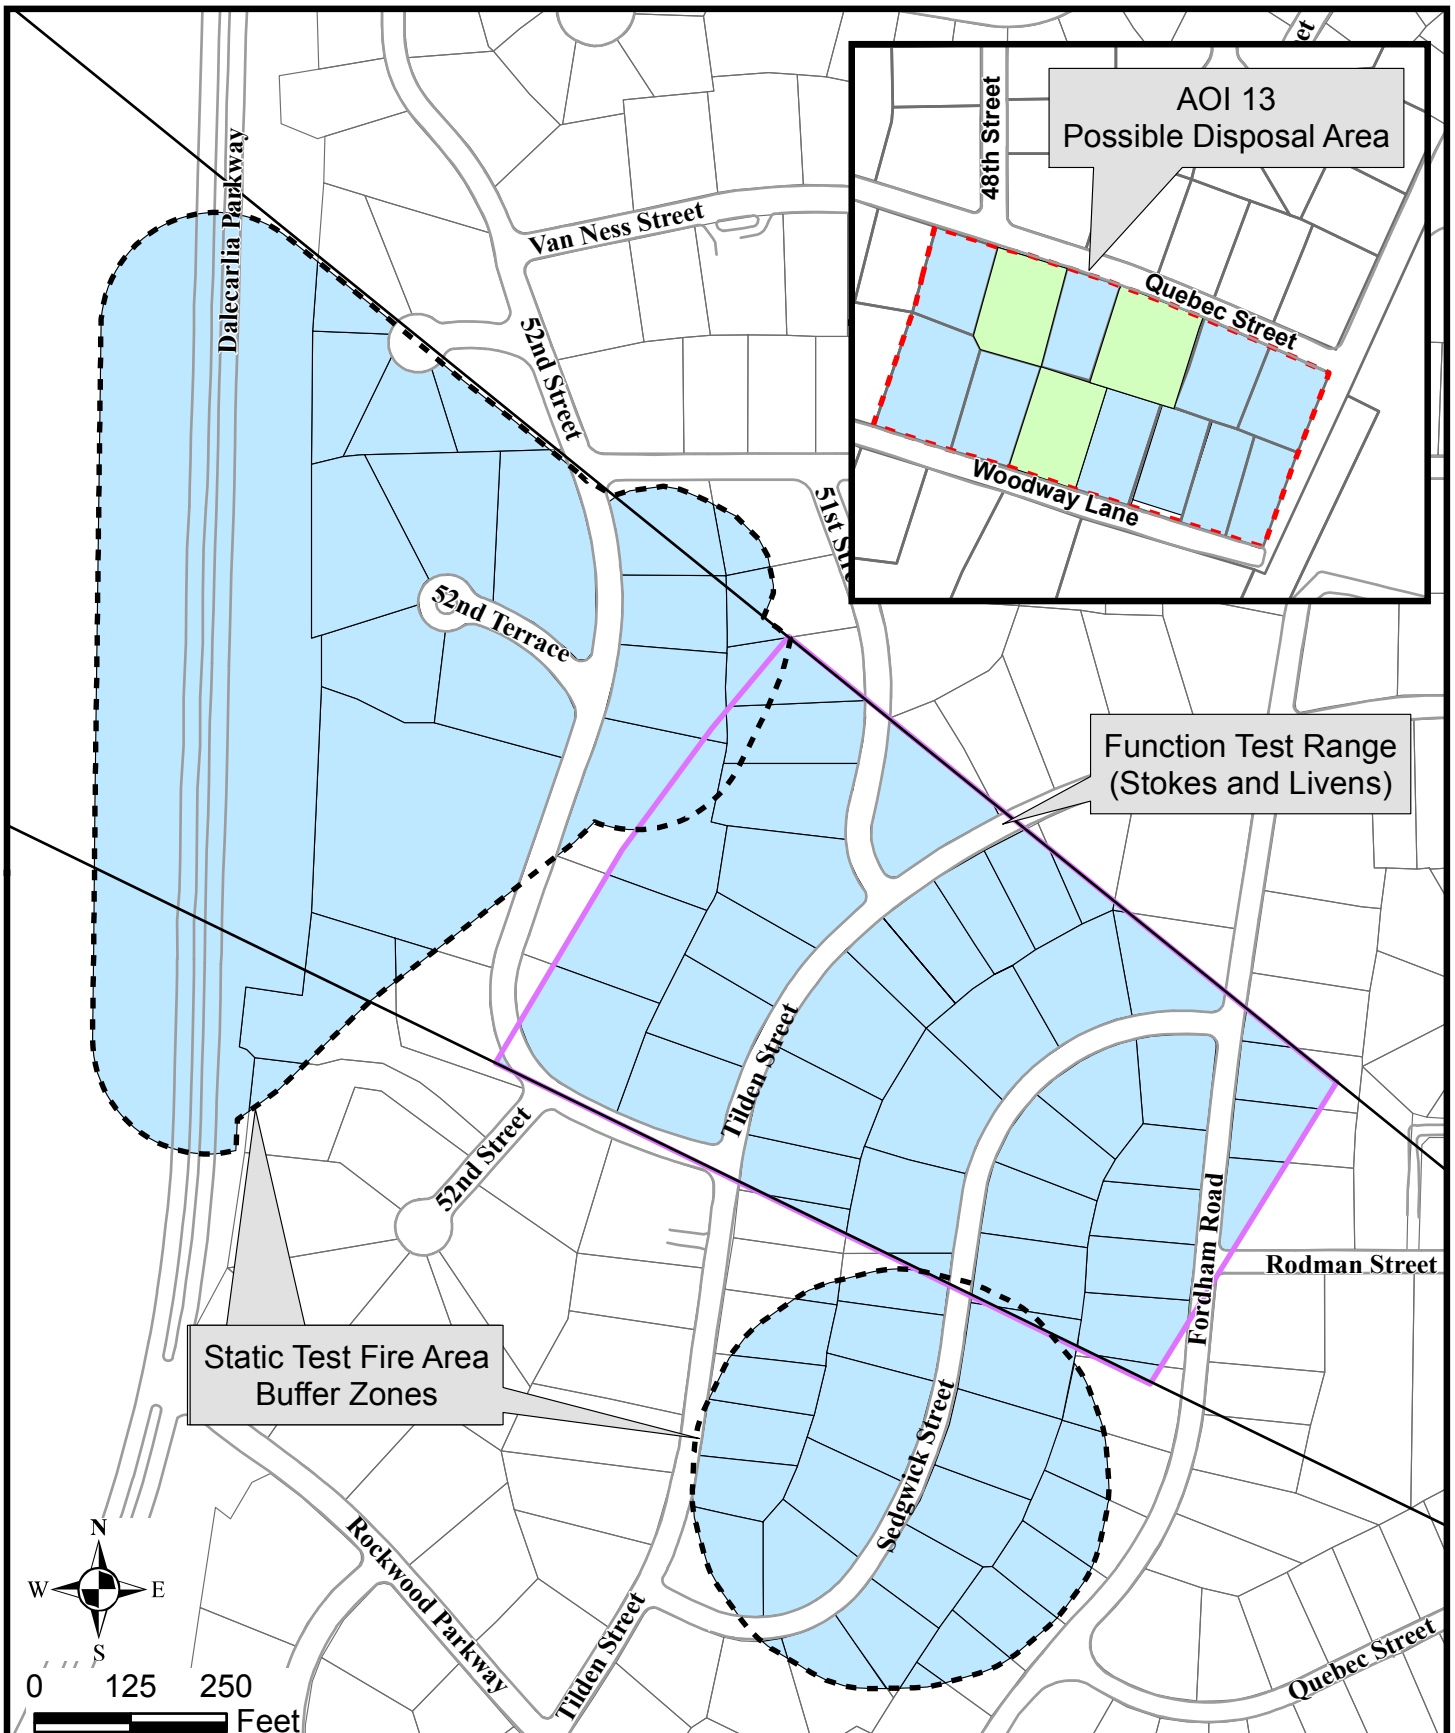 48th Street
AOI 13
Possible Disposal Area
Quebec Street
Woodway Lane
Dalecarlia Parkway
Van Ness Street
52nd Street
51st
52nd Terrace
Function Test Range
(Stokes and Livens)
Tilden Street
52nd Street
Fordham Road
Rodman Street
Static Test Fire Area
Buffer Zones
Sedgwick Street
Rockwood Parkway
Tilden Street
Quebec Street
N
W E
S
0 125 250
Feet